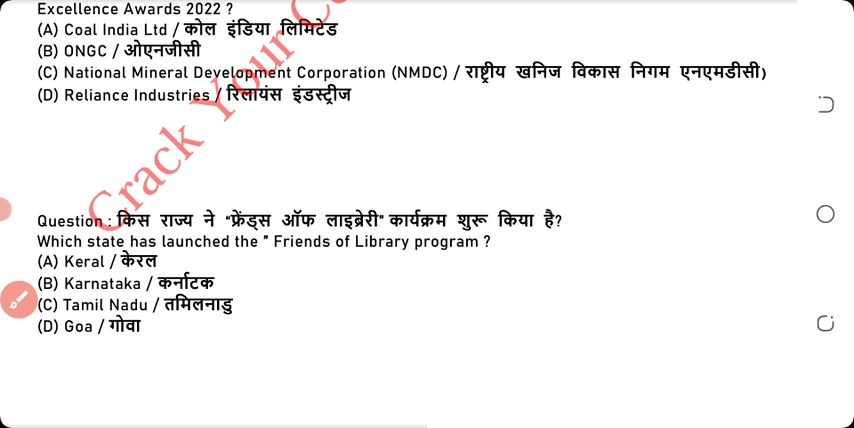 Excellence Awards 2022 ?
(A) Coal India Ltd / कोल इंडिया लिमिटेड
(B) ONGC / ओएनजीसी
(C) National Mineral Development Corporation (NMDC) / राष्ट्रीय खनिज विकास निगम एनएमडीसी)
(D) Reliance Industries / रिलायंस इंडस्ट्रीज
Crack Your C
Question : किस राज्य ने "फ्रेंड्स ऑफ लाइब्रेरी" कार्यक्रम शुरू किया है?
Which state has launched the " Friends of Library program ?
(A) Keral / केरल
(B) Karnataka / कर्नाटक
(C) Tamil Nadu / तमिलनाडु
(D) Goa / गोवा